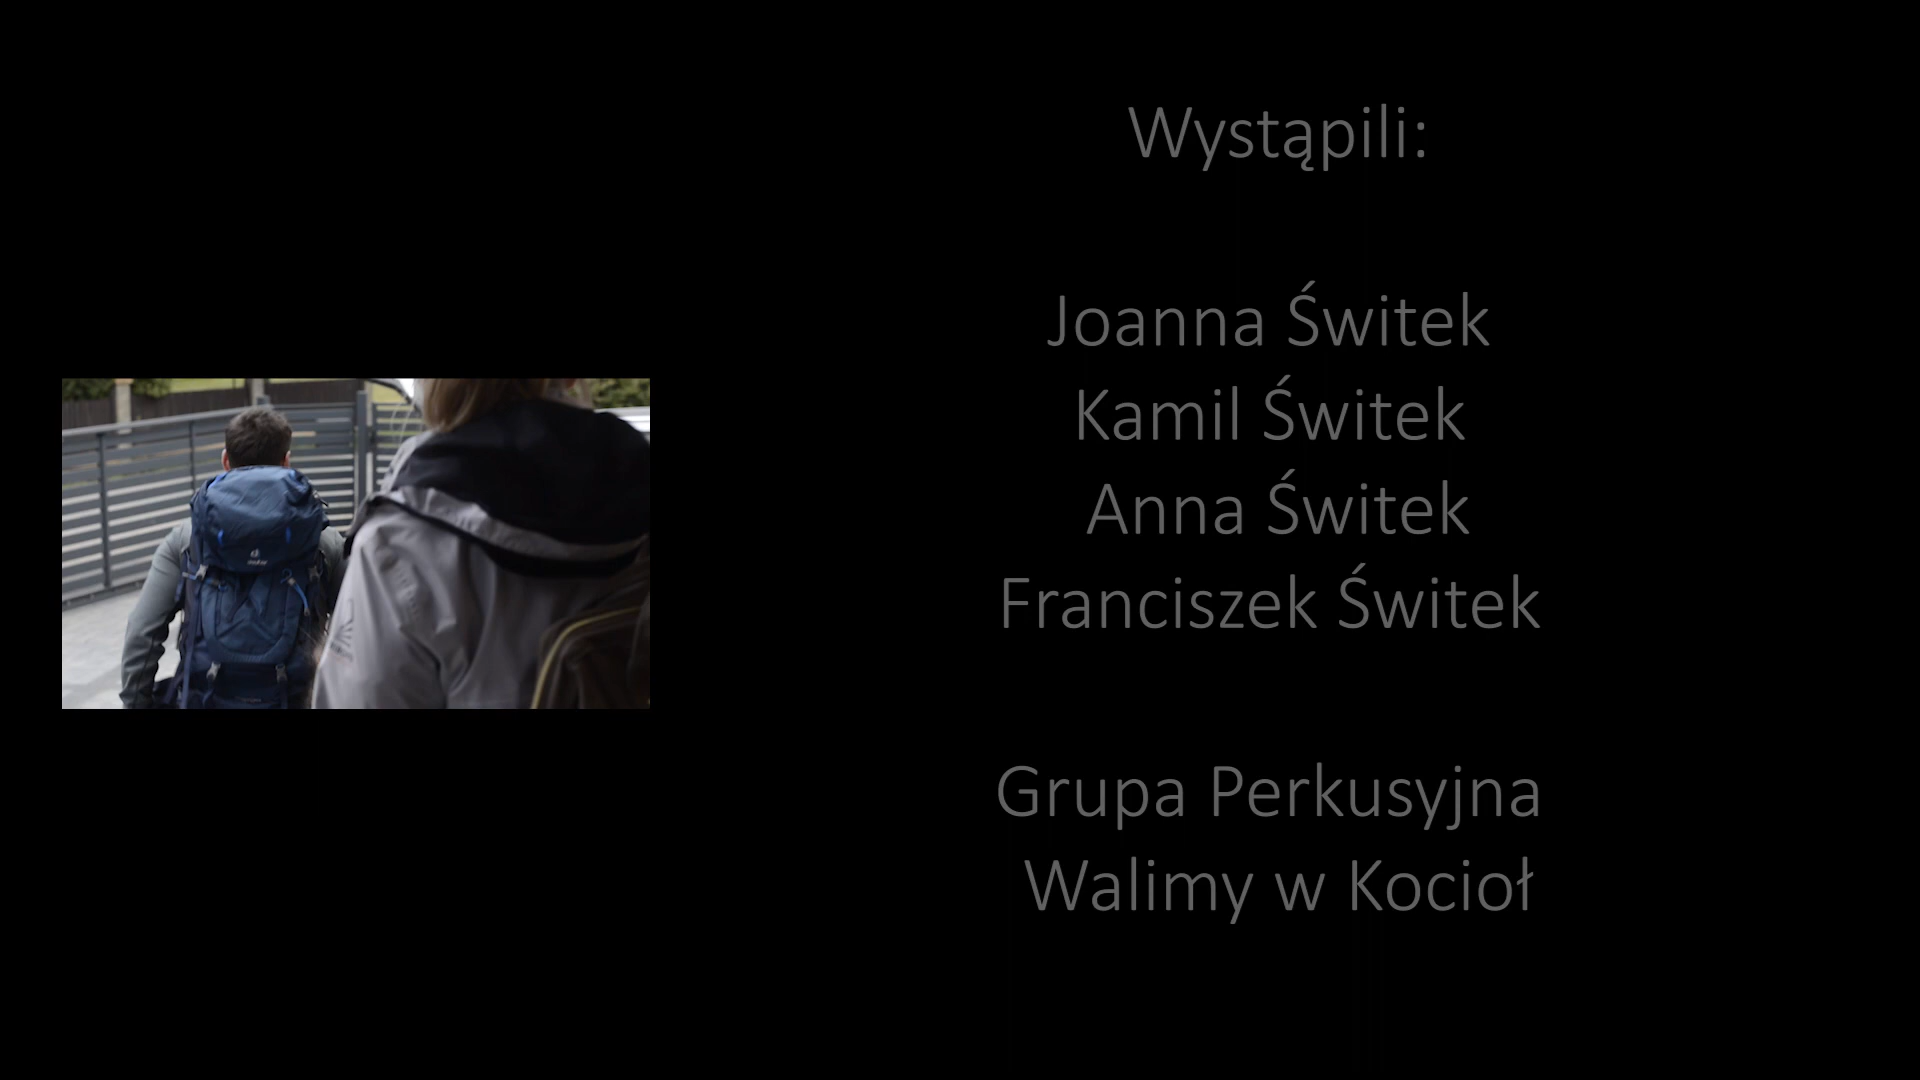 Wystąpili:
Joanna Świtek
Kamil Świtek
Anna Świtek
Franciszek Świtek
Grupa Perkusyjna
Walimy w Kocioł